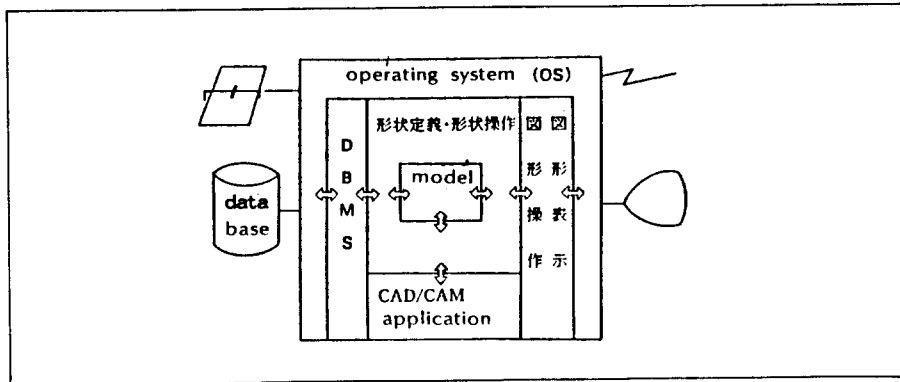 operating system (OS)
DBMS
形状定義・形状操作
model
図形操作
図形表示
data
base
CAD/CAM
application